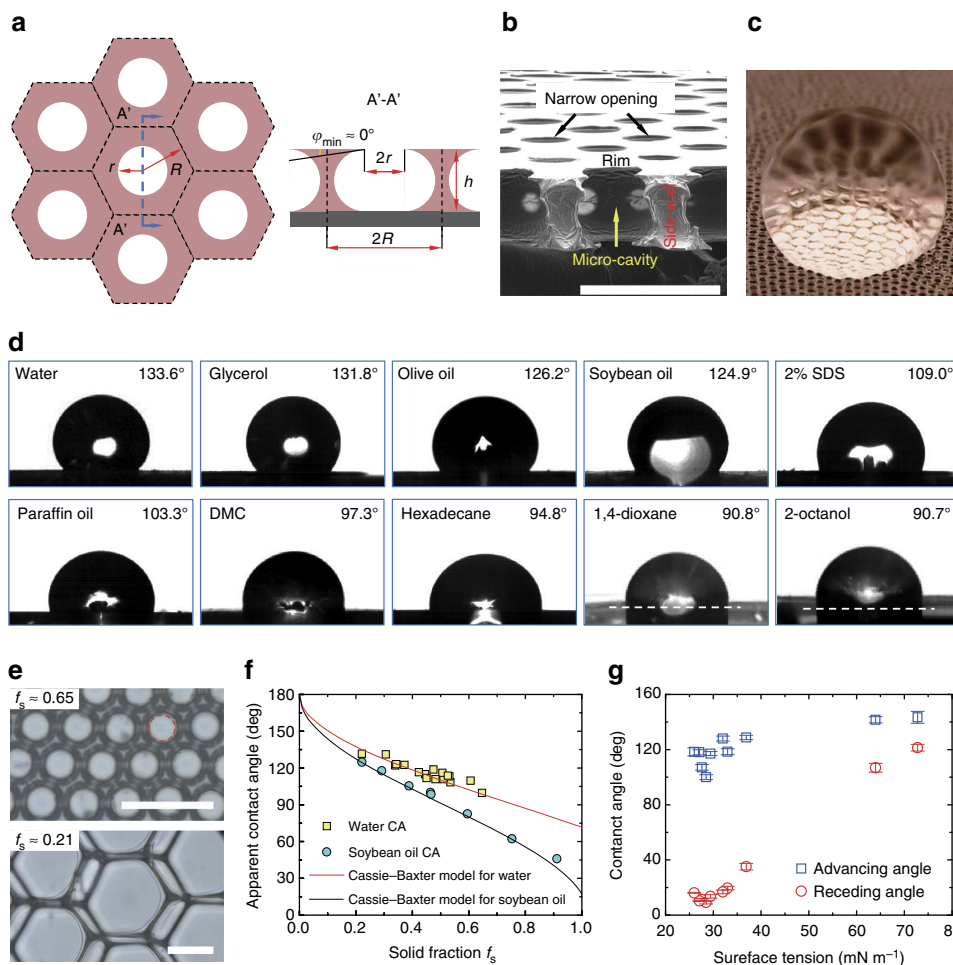 a
A'
r
R
A'
A'-A'
φmin ≈ 0°
2r
h
2R
b
Narrow opening
Rim
Side wall
Micro-cavity
c
d
Water 133.6°
Glycerol 131.8°
Olive oil 126.2°
Soybean oil 124.9°
2% SDS 109.0°
Paraffin oil 103.3°
DMC 97.3°
Hexadecane 94.8°
1,4-dioxane 90.8°
2-octanol 90.7°
e
fs ≈ 0.65
fs ≈ 0.21
f
Apparent contact angle (deg)
180
150
120
90
60
30
0
Water CA
Soybean oil CA
Cassie–Baxter model for water
Cassie–Baxter model for soybean oil
0.0 0.2 0.4 0.6 0.8 1.0
Solid fraction fs
g
Contanct angle (deg)
160
120
80
40
0
Advancing angle
Receding angle
20 30 40 50 60 70 80
Sureface tension (mN m⁻¹)